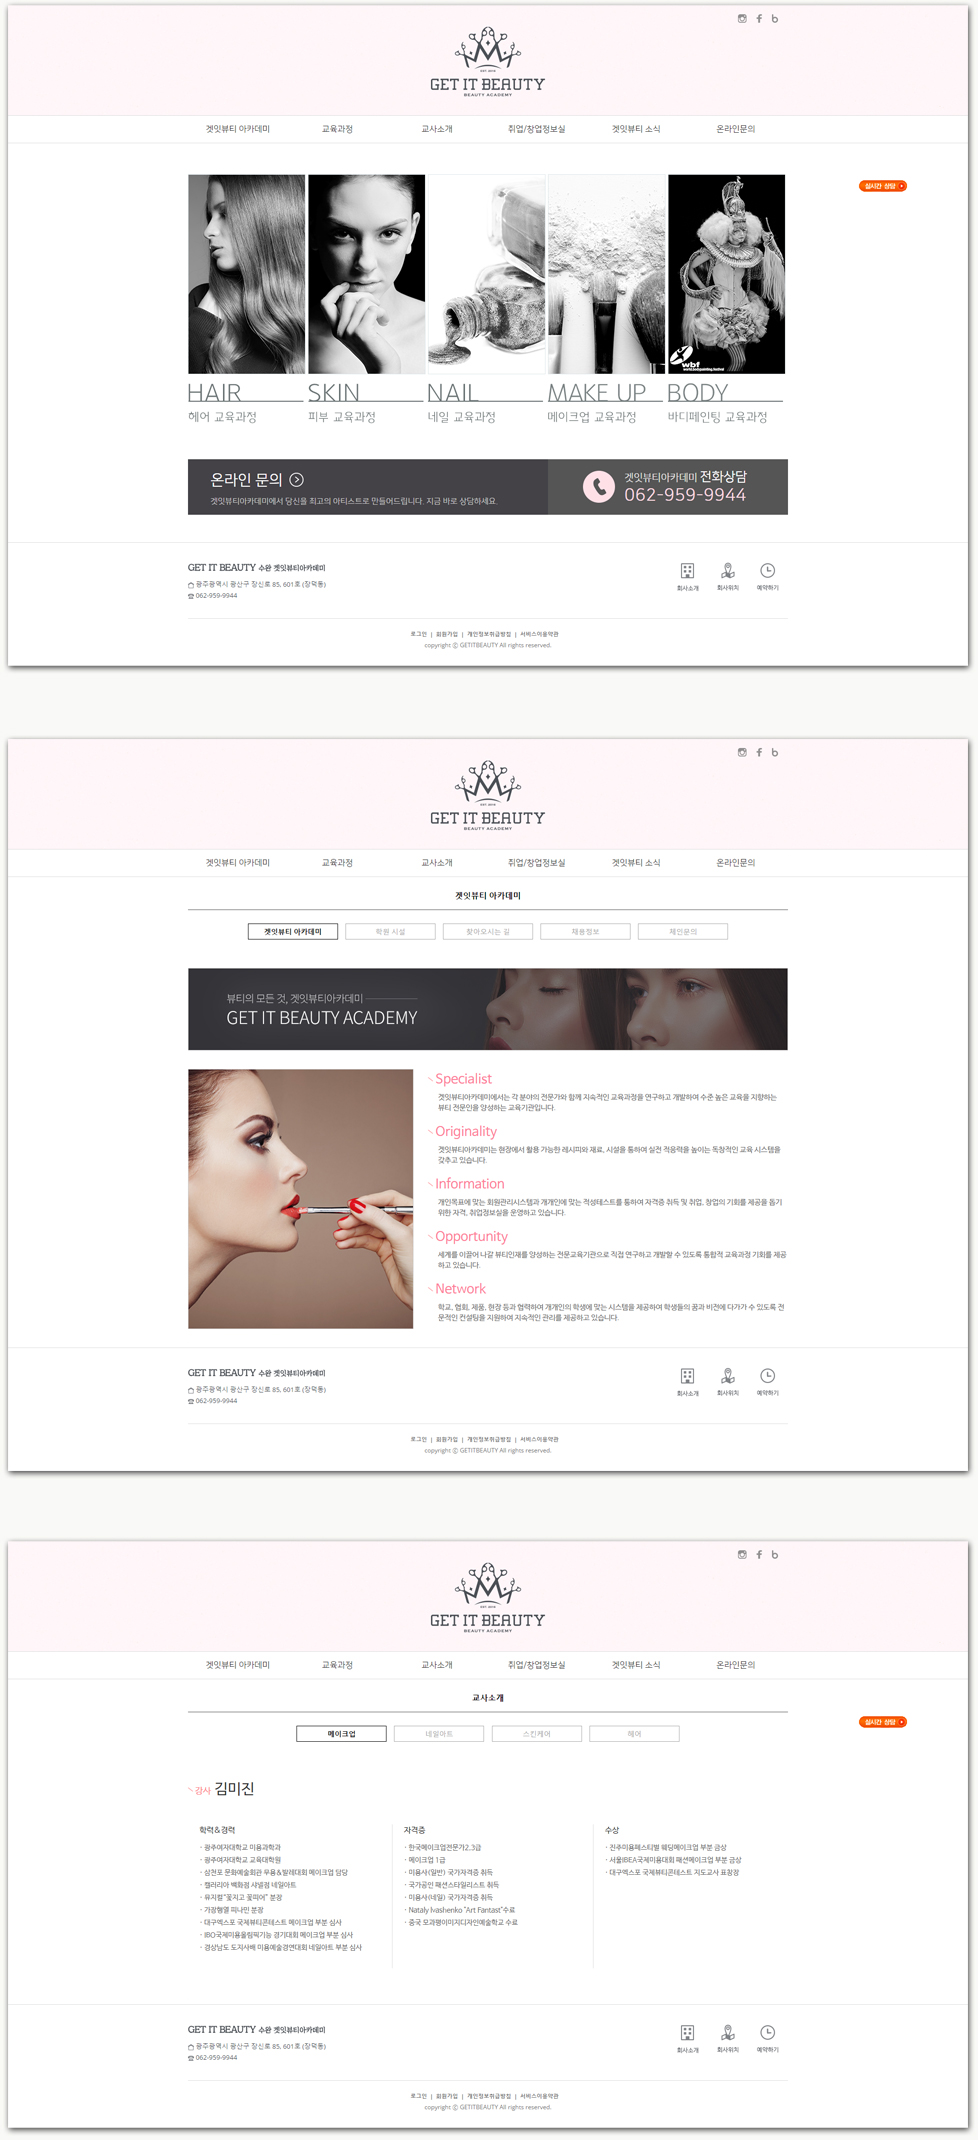 EST. 2015
GET IT BEAUTY
BEAUTY ACADEMY
겟잇뷰티 아카데미 교육과정 교사소개 취업/창업정보실 겟잇뷰티 소식 온라인문의
실시간 상담
wbf
HAIR SKIN NAIL MAKE UP BODY
헤어 교육과정 피부 교육과정 네일 교육과정 메이크업 교육과정 바디페인팅 교육과정
온라인 문의
겟잇뷰티아카데미에서 당신을 최고의 아티스트로 만들어드립니다. 지금 바로 상담하세요.
겟잇뷰티아카데미 전화상담
062-959-9944
GET IT BEAUTY 수완 겟잇뷰티아카데미
광주광역시 광산구 장신로 85, 601호 (장덕동)
062-959-9944
회사소개 회사위치 예약하기
로그인 | 회원가입 | 개인정보취급방침 | 서비스이용약관
copyright ⓒ GETITBEAUTY All rights reserved.
GET IT BEAUTY
BEAUTY ACADEMY
겟잇뷰티 아카데미 교육과정 교사소개 취업/창업정보실 겟잇뷰티 소식 온라인문의
겟잇뷰티 아카데미
겟잇뷰티 아카데미 학원 시설 찾아오시는 길 채용정보 제안문의
뷰티의 모든 것, 겟잇뷰티아카데미
GET IT BEAUTY ACADEMY
Specialist
겟잇뷰티아카데미에서는 각 분야의 전문가와 함께 지속적인 교육과정을 연구하고 개발하여 수준 높은 교육을 지향하는
뷰티 전문인을 양성하는 교육기관입니다.
Originality
겟잇뷰티아카데미는 현장에서 활용 가능한 레시피와 재료, 시설을 통하여 실전 적응력을 높이는 독창적인 교육 시스템을
갖추고 있습니다.
Information
개인목표에 맞는 회원관리시스템과 개개인에 맞는 적성테스트를 통하여 자격증 취득 및 취업, 창업의 기회를 제공을 돕기
위한 자격, 취업정보실을 운영하고 있습니다.
Opportunity
세계를 이끌어 나갈 뷰티인재를 양성하는 전문교육기관으로 직접 연구하고 개발할 수 있도록 통합적 교육과정 기회를 제공
하고 있습니다.
Network
학교, 협회, 제품, 현장 등과 협력하여 개개인의 학생에 맞는 시스템을 제공하여 학생들의 꿈과 비전에 다가가 수 있도록 전
문적인 컨설팅을 지원하여 지속적인 관리를 제공하고 있습니다.
GET IT BEAUTY 수완 겟잇뷰티아카데미
광주광역시 광산구 장신로 85, 601호 (장덕동)
062-959-9944
회사소개 회사위치 예약하기
로그인 | 회원가입 | 개인정보취급방침 | 서비스이용약관
copyright ⓒ GETITBEAUTY All rights reserved.
GET IT BEAUTY
BEAUTY ACADEMY
겟잇뷰티 아카데미 교육과정 교사소개 취업/창업정보실 겟잇뷰티 소식 온라인문의
교사소개
실시간 상담
메이크업 네일아트 스킨케어 헤어
강사 김미진
학력&경력
· 광주여자대학교 미용과학과
· 광주여자대학교 교육대학원
· 삼천포 문화예술회관 무용&발레대회 메이크업 담당
· 갤러리아 백화점 샤넬점 네일아트
· 뮤지컬"꽃지고 꽃피어" 분장
· 가장행렬 피나민 분장
· 대구엑스포 국제뷰티콘테스트 메이크업 부분 심사
· IBO국제미용올림픽기능 경기대회 메이크업 부분 심사
· 경상남도 도지사배 미용예술경연대회 네일아트 부분 심사
자격증
· 한국메이크업전문가2,3급
· 메이크업 1급
· 미용사(일반) 국가자격증 취득
· 국가공인 패션스타일리스트 취득
· 미용사(네일) 국가자격증 취득
· Nataly Ivashenko "Art Fantast"수료
· 중국 모과평이미지디자인예술학교 수료
수상
· 진주미용페스티벌 웨딩메이크업 부분 금상
· 서울IBEA국제미용대회 패션메이크업 부분 금상
· 대구엑스포 국제뷰티콘테스트 지도교사 표창장
GET IT BEAUTY 수완 겟잇뷰티아카데미
광주광역시 광산구 장신로 85, 601호 (장덕동)
062-959-9944
회사소개 회사위치 예약하기
로그인 | 회원가입 | 개인정보취급방침 | 서비스이용약관
copyright ⓒ GETITBEAUTY All rights reserved.